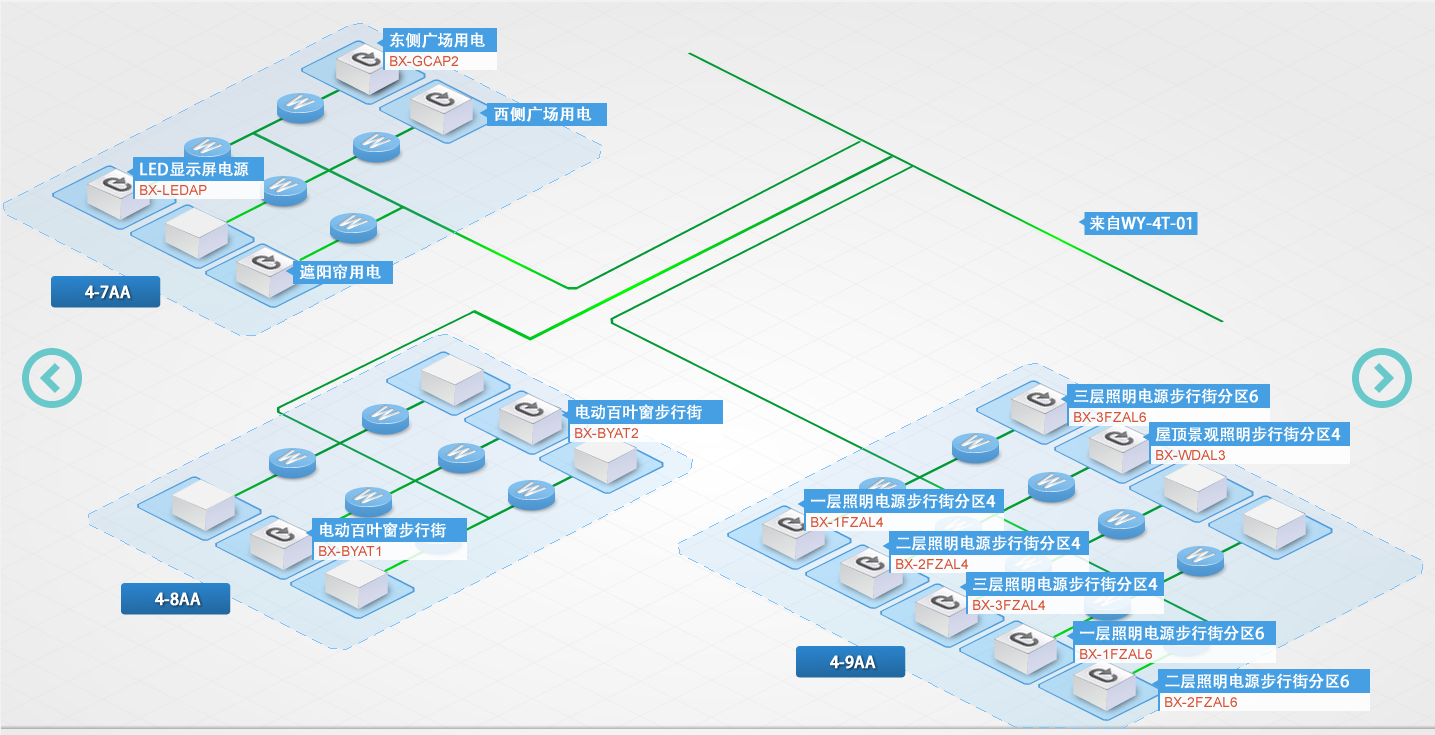 东侧广场用电
BX-GCAP2
西侧广场用电
W
W
W
LED显示屏电源
BX-LEDAP
W
W
遮阳帘用电
4-7AA
来自WY-4T-01
电动百叶窗步行街
BX-BYAT2
W
W
W
W
W
电动百叶窗步行街
BX-BYAT1
4-8AA
三层照明电源步行街分区6
BX-3FZAL6
屋顶景观照明步行街分区4
BX-WDAL3
W
W
W
W
一层照明电源步行街分区4
BX-1FZAL4
二层照明电源步行街分区4
BX-2FZAL4
三层照明电源步行街分区4
BX-3FZAL4
一层照明电源步行街分区6
BX-1FZAL6
二层照明电源步行街分区6
BX-2FZAL6
4-9AA